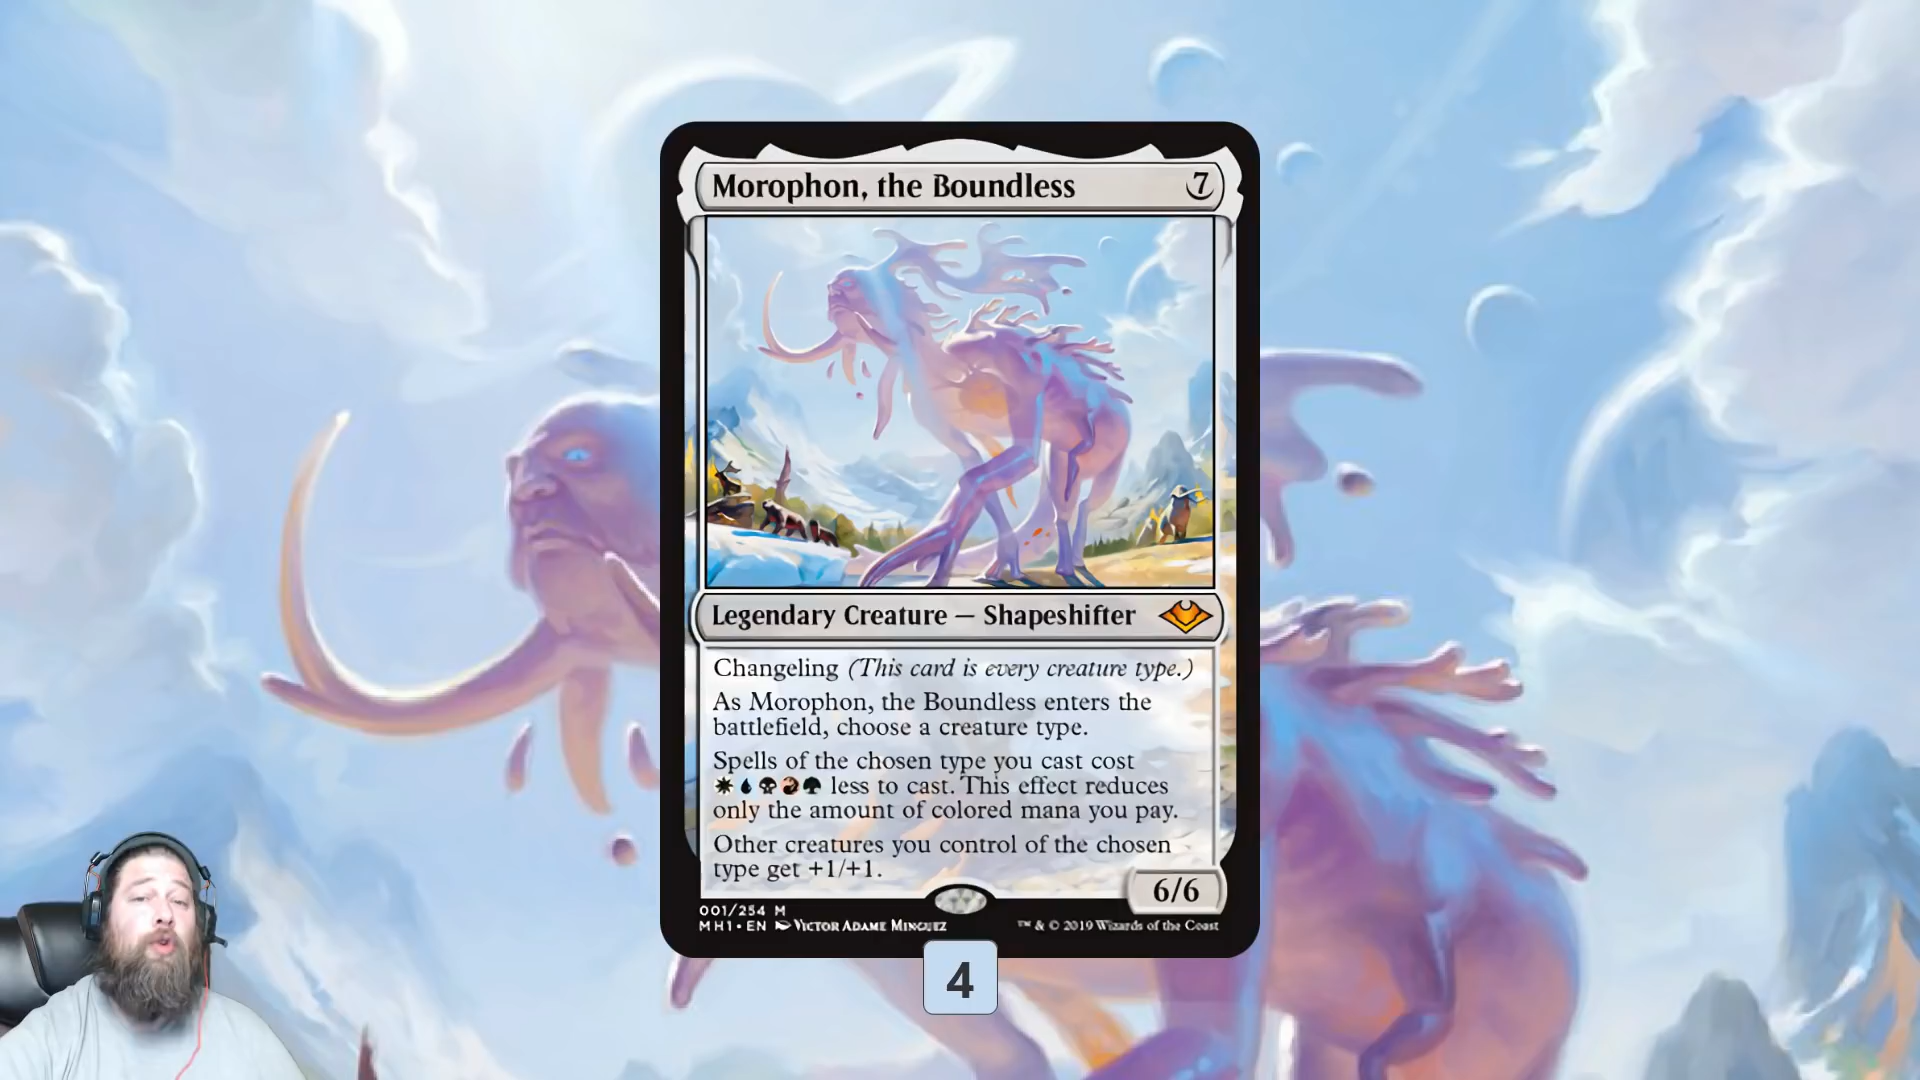 Morophon, the Boundless 7
Legendary Creature — Shapeshifter
Changeling (This card is every creature type.)
As Morophon, the Boundless enters the
battlefield, choose a creature type.
Spells of the chosen type you cast cost
less to cast. This effect reduces
only the amount of colored mana you pay.
Other creatures you control of the chosen
type get +1/+1.
6/6
001/254 M
MH1 • EN Victor Adame Minguez
™ & © 2019 Wizards of the Coast
4